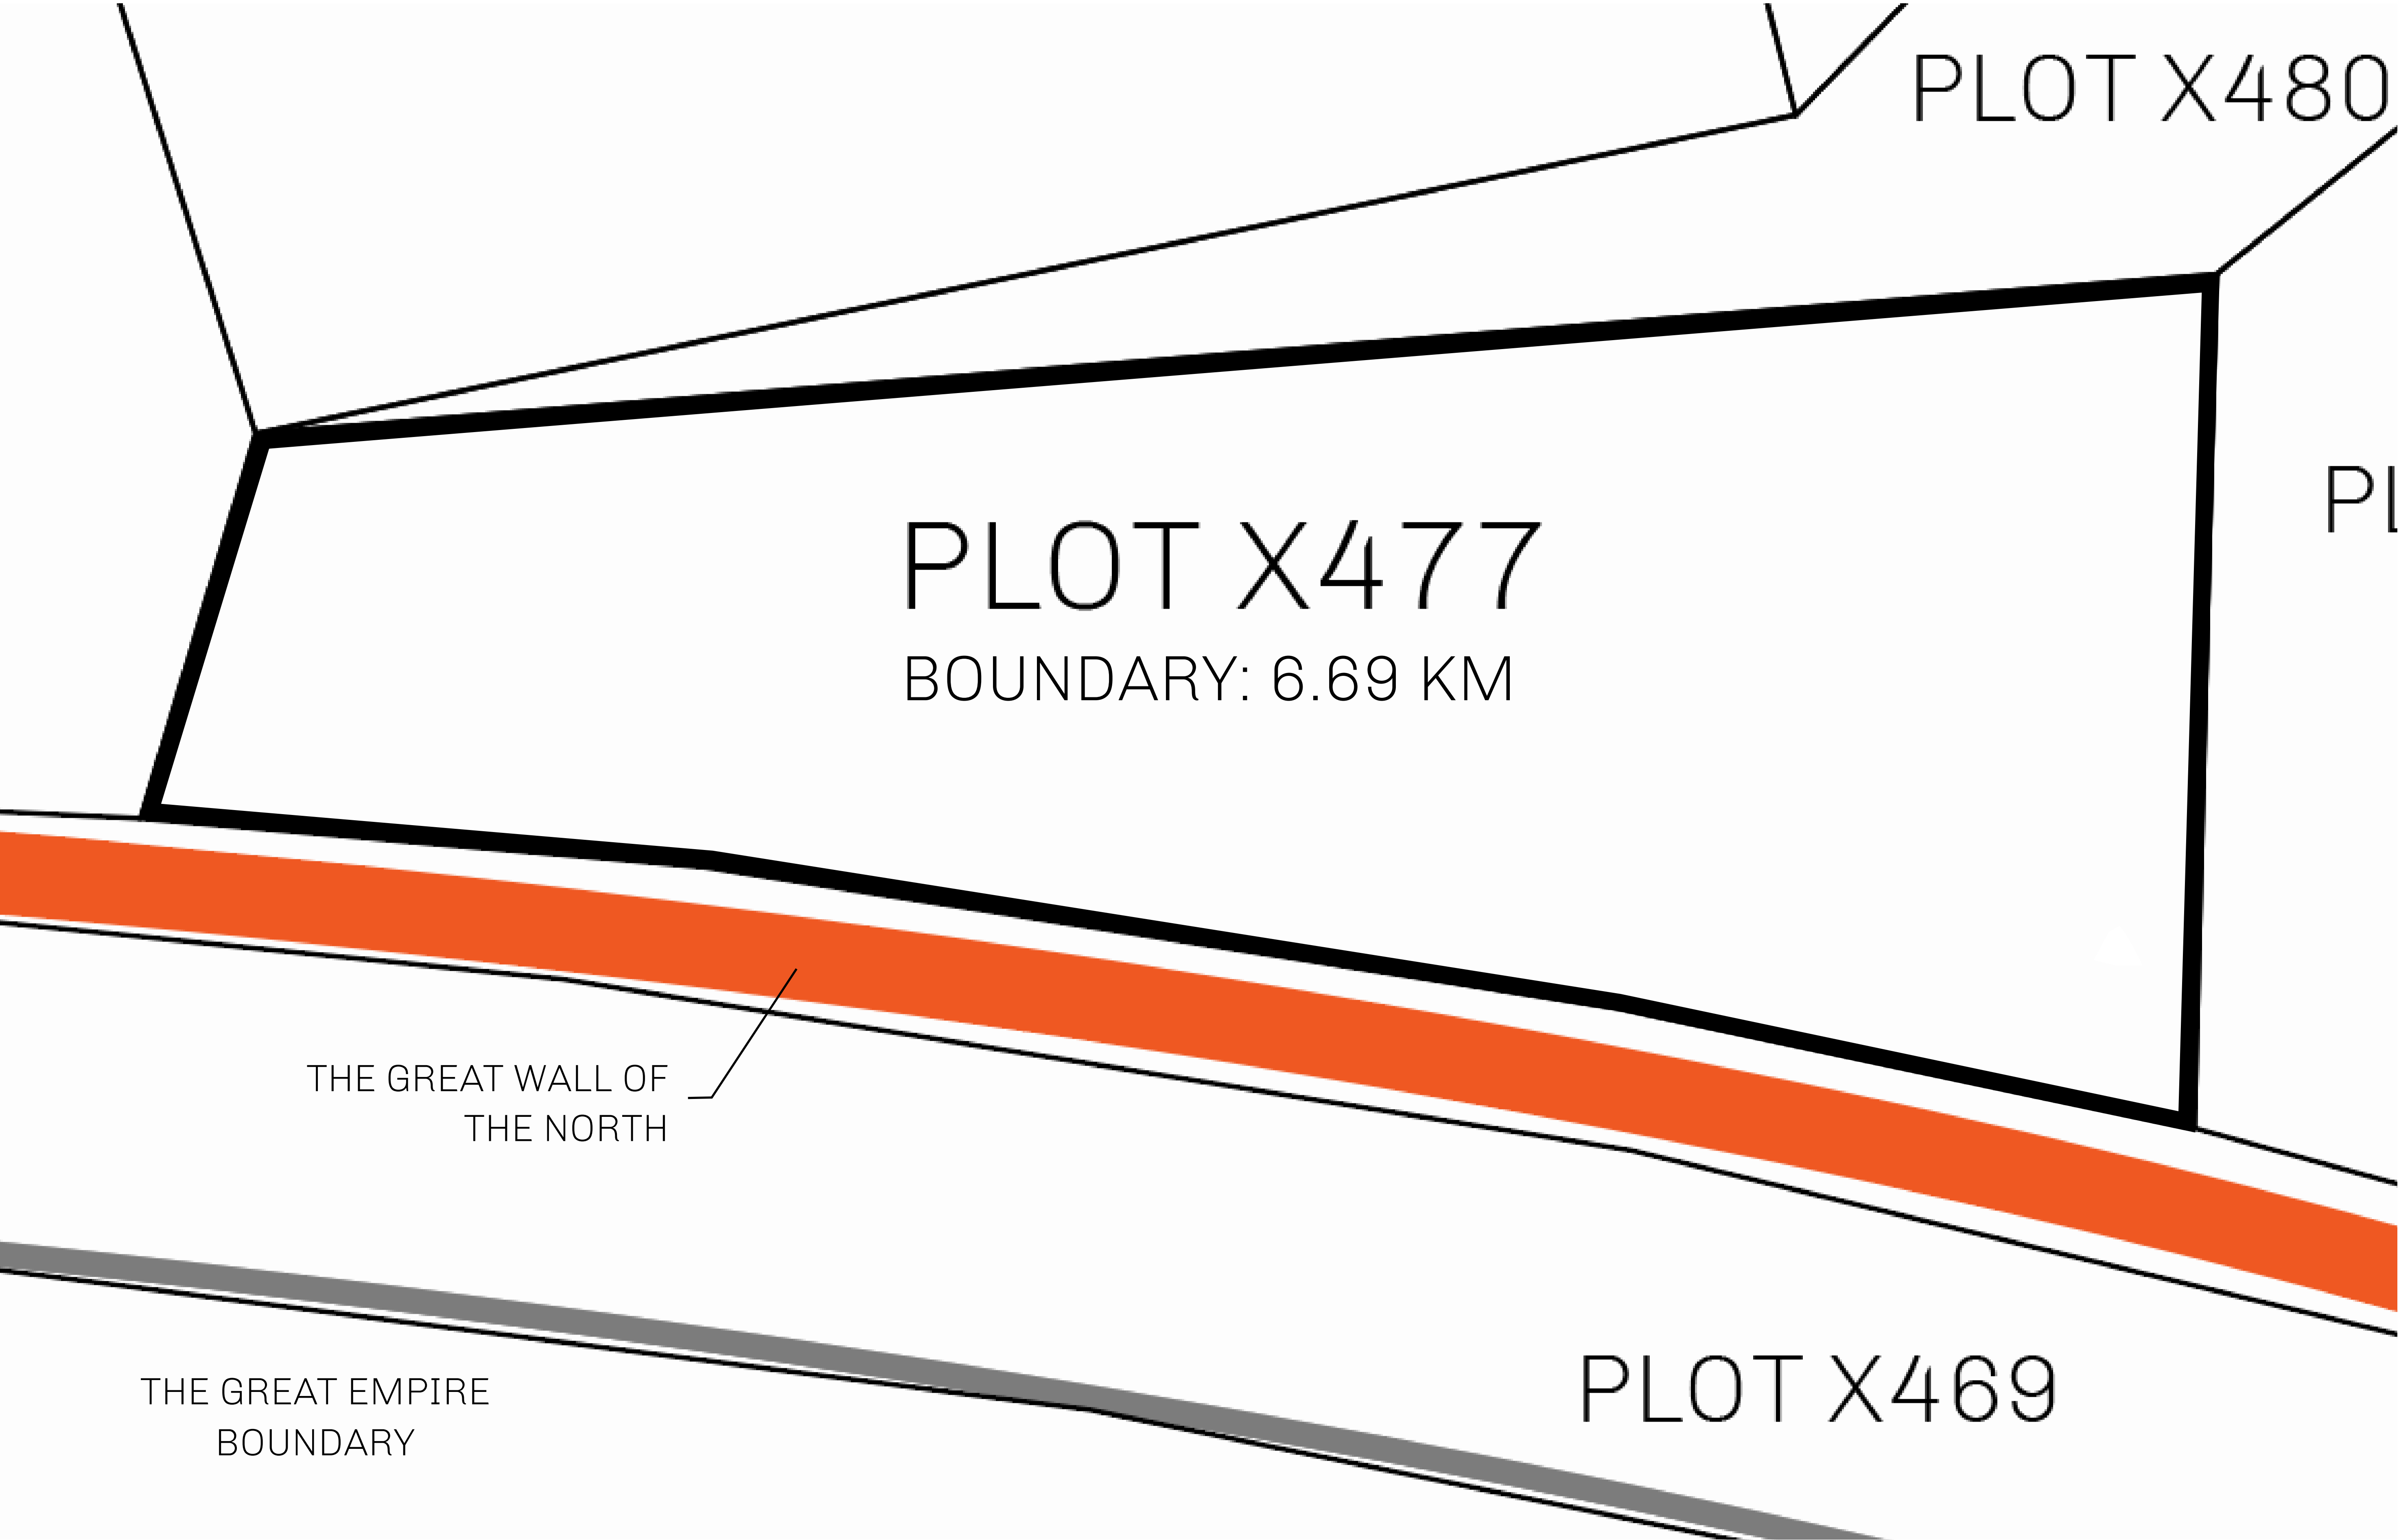 PLOT X480
PLOT X477
BOUNDARY: 6.69 KM
THE GREAT WALL OF
THE NORTH
PLOT X469
THE GREAT EMPIRE
BOUNDARY